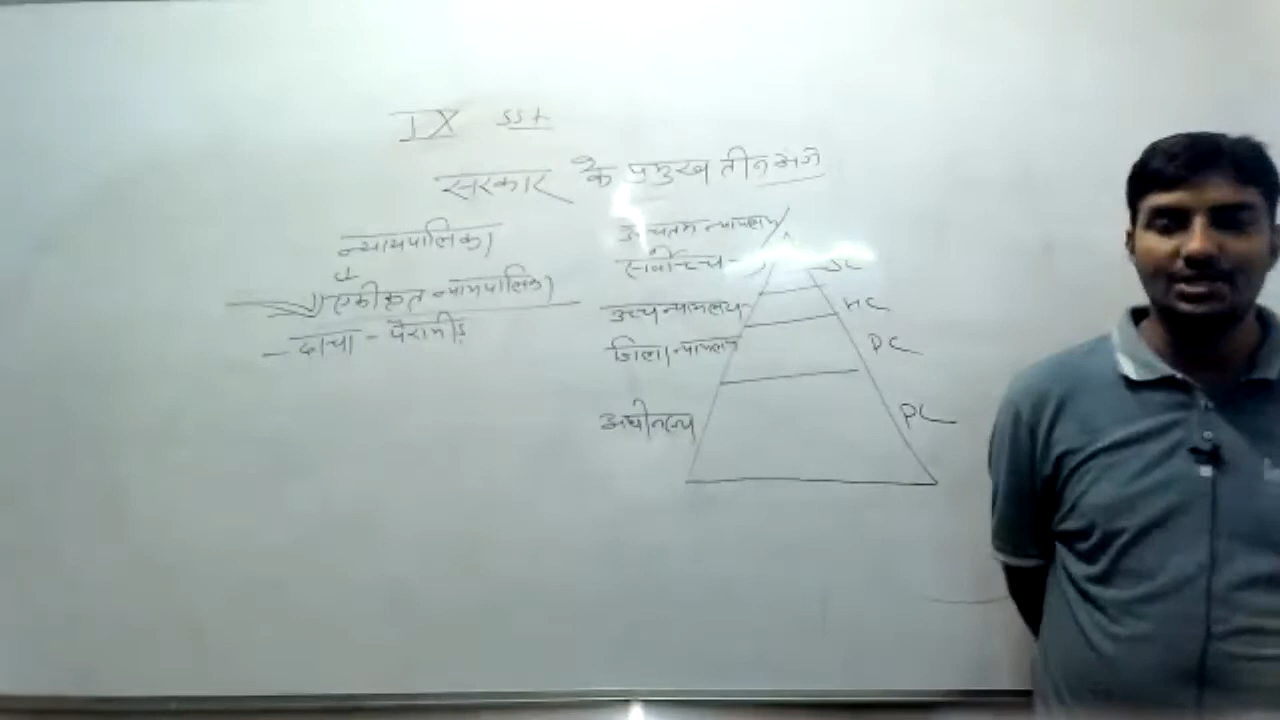 IX SST
सरकार के प्रमुख तीन अंग
न्यायपालिका
एकीकृत न्यायपालिका
- ढाचा - पैरामीड
उच्चतम न्यायालय
सर्वोच्च - SC
उच्च न्यायालय HC
जिला न्यायालय DC
अधीनस्थ